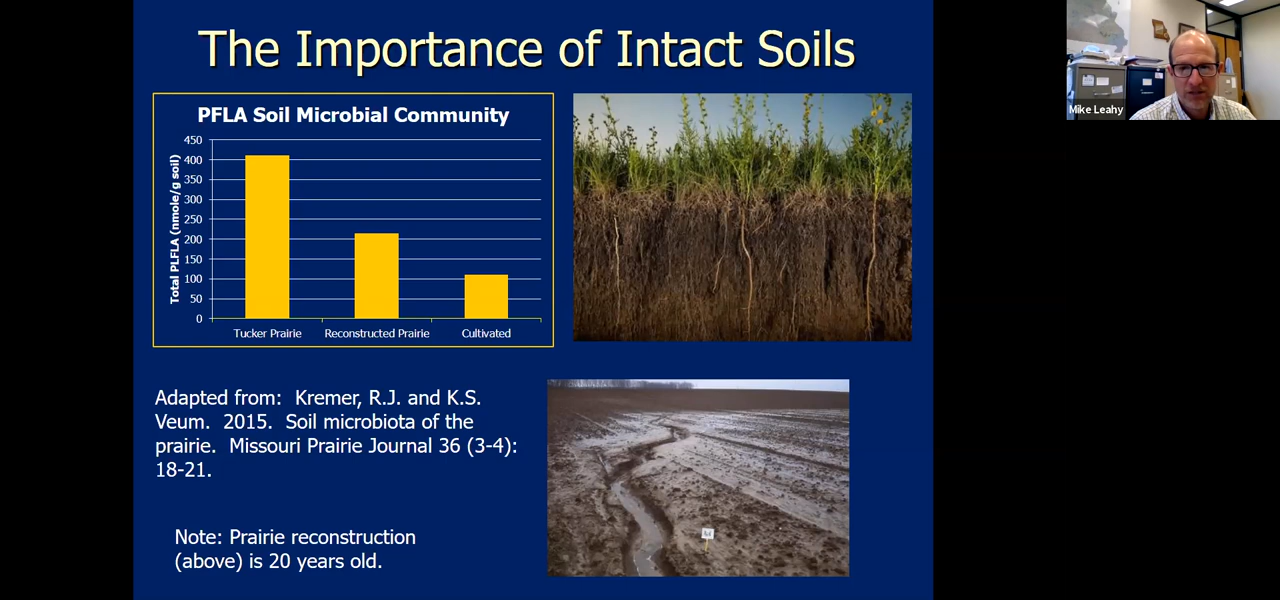 The Importance of Intact Soils
PFLA Soil Microbial Community
Total PLFLA (nmole/g soil)
450
400
350
300
250
200
150
100
50
0
Tucker Prairie
Reconstructed Prairie
Cultivated
Adapted from: Kremer, R.J. and K.S.
Veum. 2015. Soil microbiota of the
prairie. Missouri Prairie Journal 36 (3-4):
18-21.
Note: Prairie reconstruction
(above) is 20 years old.
Mike Leahy